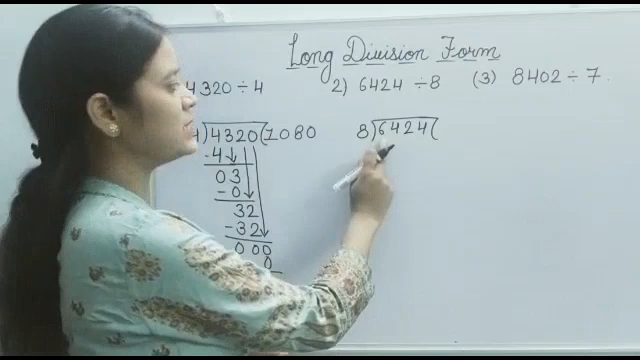 Long Division Form
4320 ÷ 4
2) 6424 ÷ 8
(3) 8402 ÷ 7.
4)4320(1080
-4
03
-0
32
-32
000
0
8)6424(